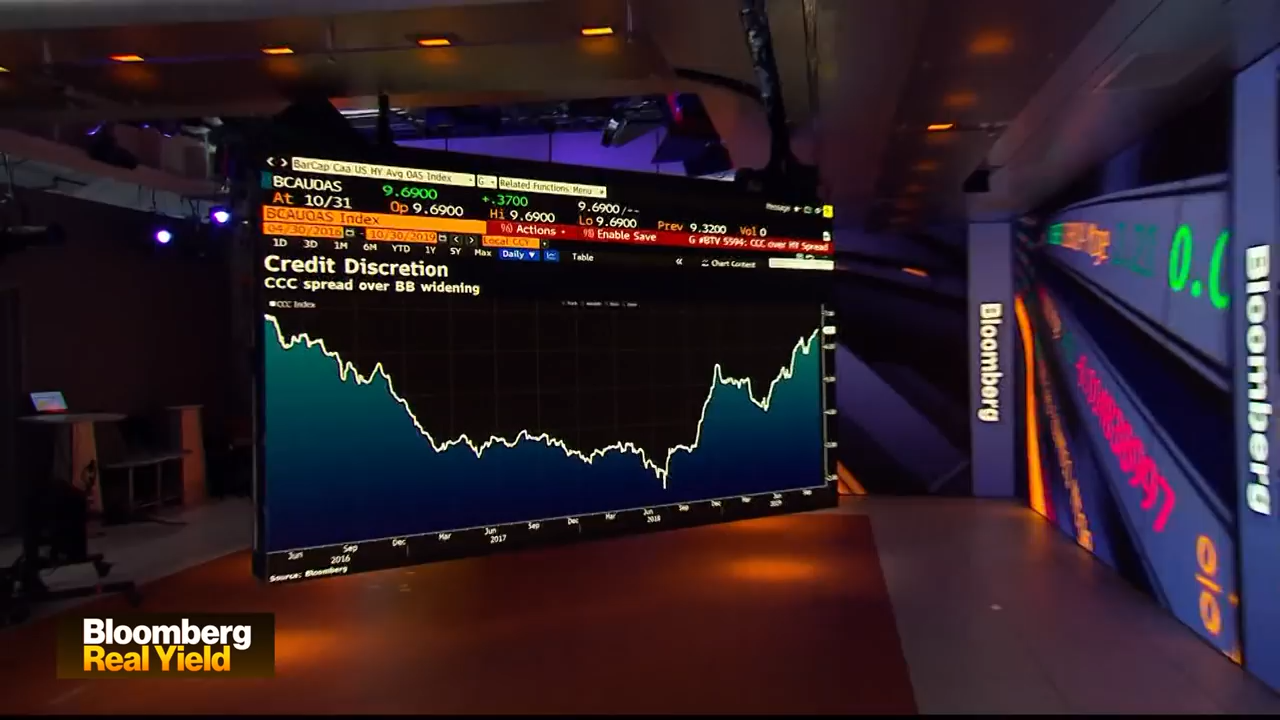 < > BarCap Caa US HY Avg OAS Index G Related Functions Menu
BCAUOAS 9.6900 +.3700 9.6900/-- Message
At 10/31 Op 9.6900 Hi 9.6900 Lo 9.6900 Prev 9.3200 Vol 0
BCAUOAS Index 96) Actions 98) Enable Save G #BTV 5594: CCC over HY Spread
04/30/2016 - 10/30/2019 < > Local CCY
1D 3D 1M 6M YTD 1Y 5Y Max Daily ▼ Table « Chart Content
Credit Discretion
CCC spread over BB widening
CCC Index
Jun Sep Dec Mar Jun Sep Dec Mar Jun Sep Dec Mar Jun Sep
2016 2017 2018 2019
Source: Bloomberg
Bloomberg
Bloomberg
Bloomberg
Real Yield